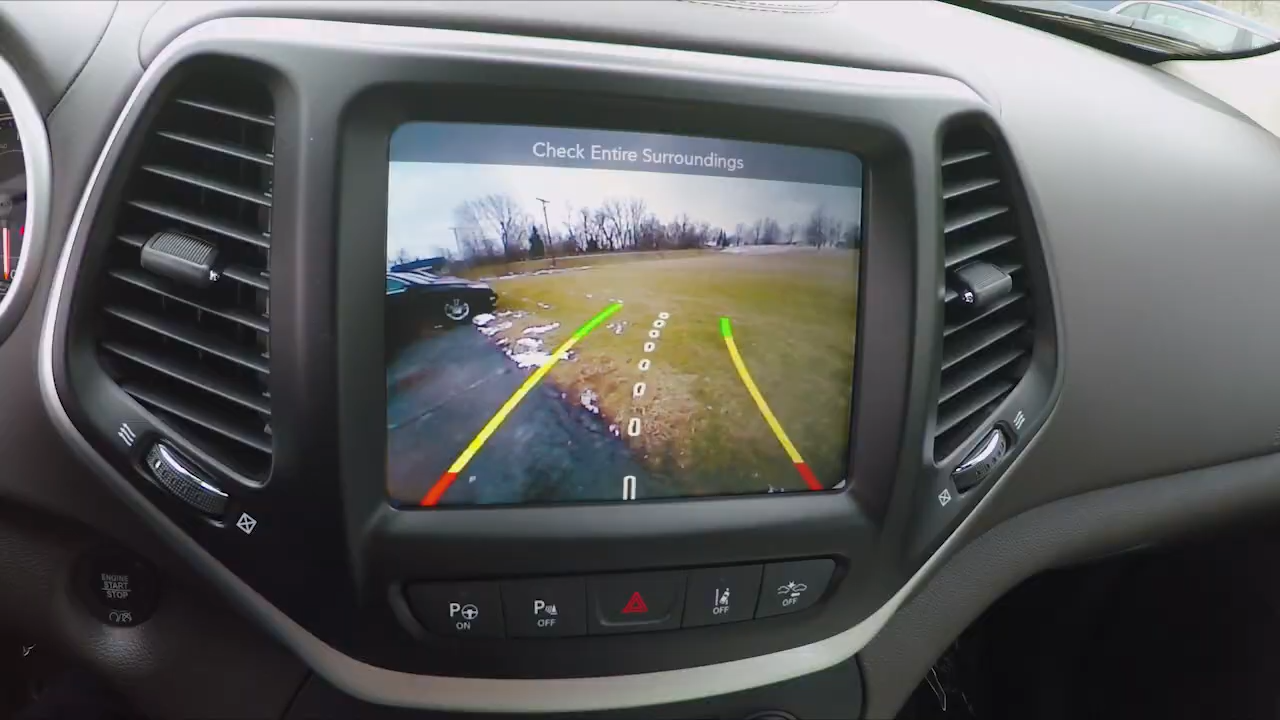 Check Entire Surroundings
ENGINE
START
STOP
P
ON
P
OFF
OFF
OFF